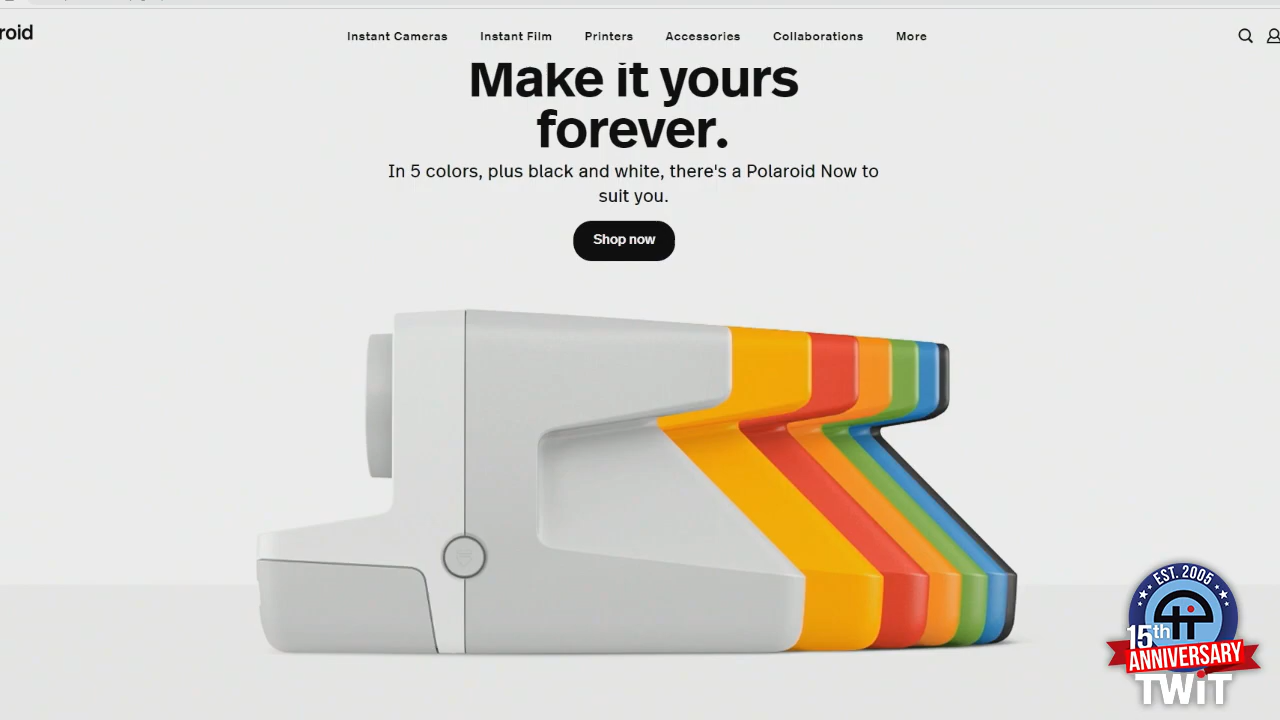 roid
Instant Cameras
Instant Film
Printers
Accessories
Collaborations
More
Make it yours
forever.
In 5 colors, plus black and white, there's a Polaroid Now to
suit you.
Shop now
EST. 2005
15th
ANNIVERSARY
TWiT